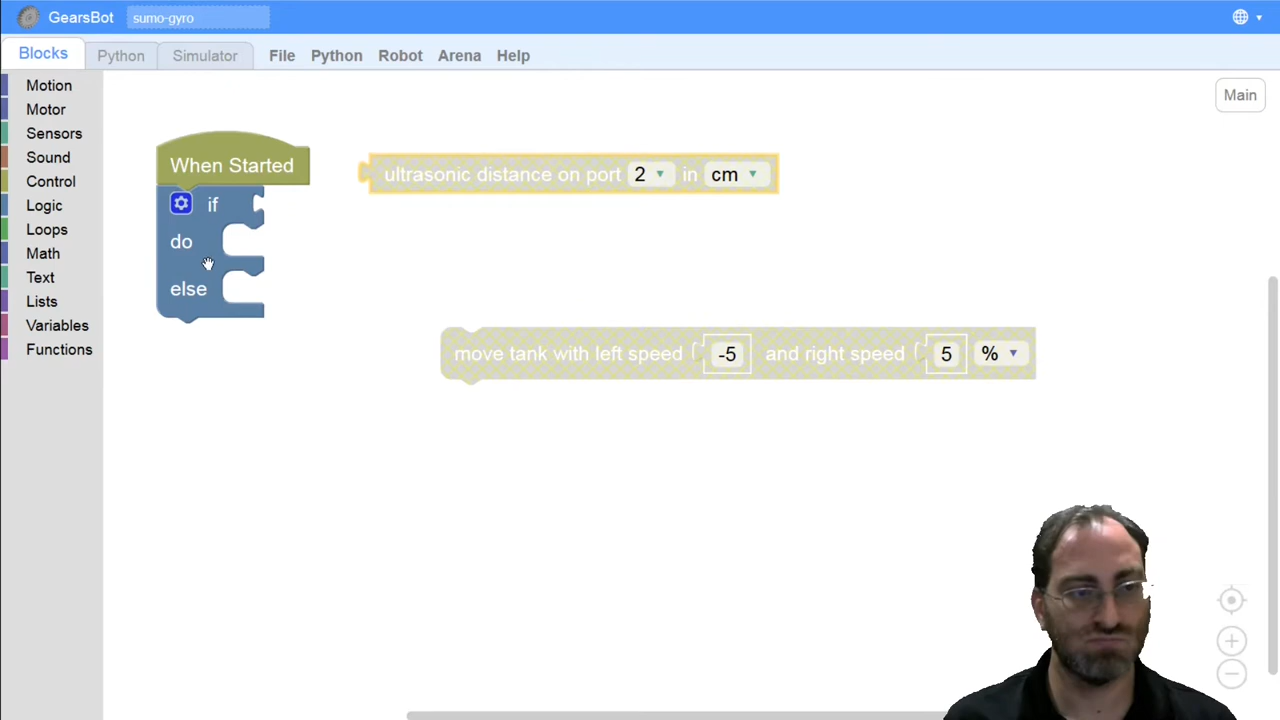 GearsBot sumo-gyro
Blocks Python Simulator File Python Robot Arena Help
Motion
Motor
Sensors
Sound
Control
Logic
Loops
Math
Text
Lists
Variables
Functions
Main
When Started
if
do
else
ultrasonic distance on port 2 in cm
move tank with left speed -5 and right speed 5 %